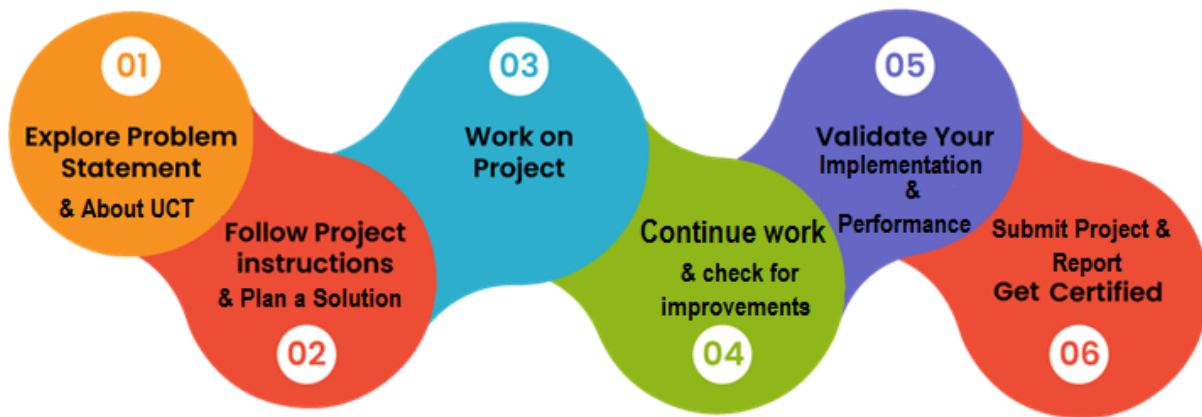 01
Explore Problem
Statement
& About UCT
02
Follow Project
instructions
& Plan a Solution
03
Work on
Project
04
Continue work
& check for
improvements
05
Validate Your
Implementation
&
Performance
06
Submit Project &
Report
Get Certified